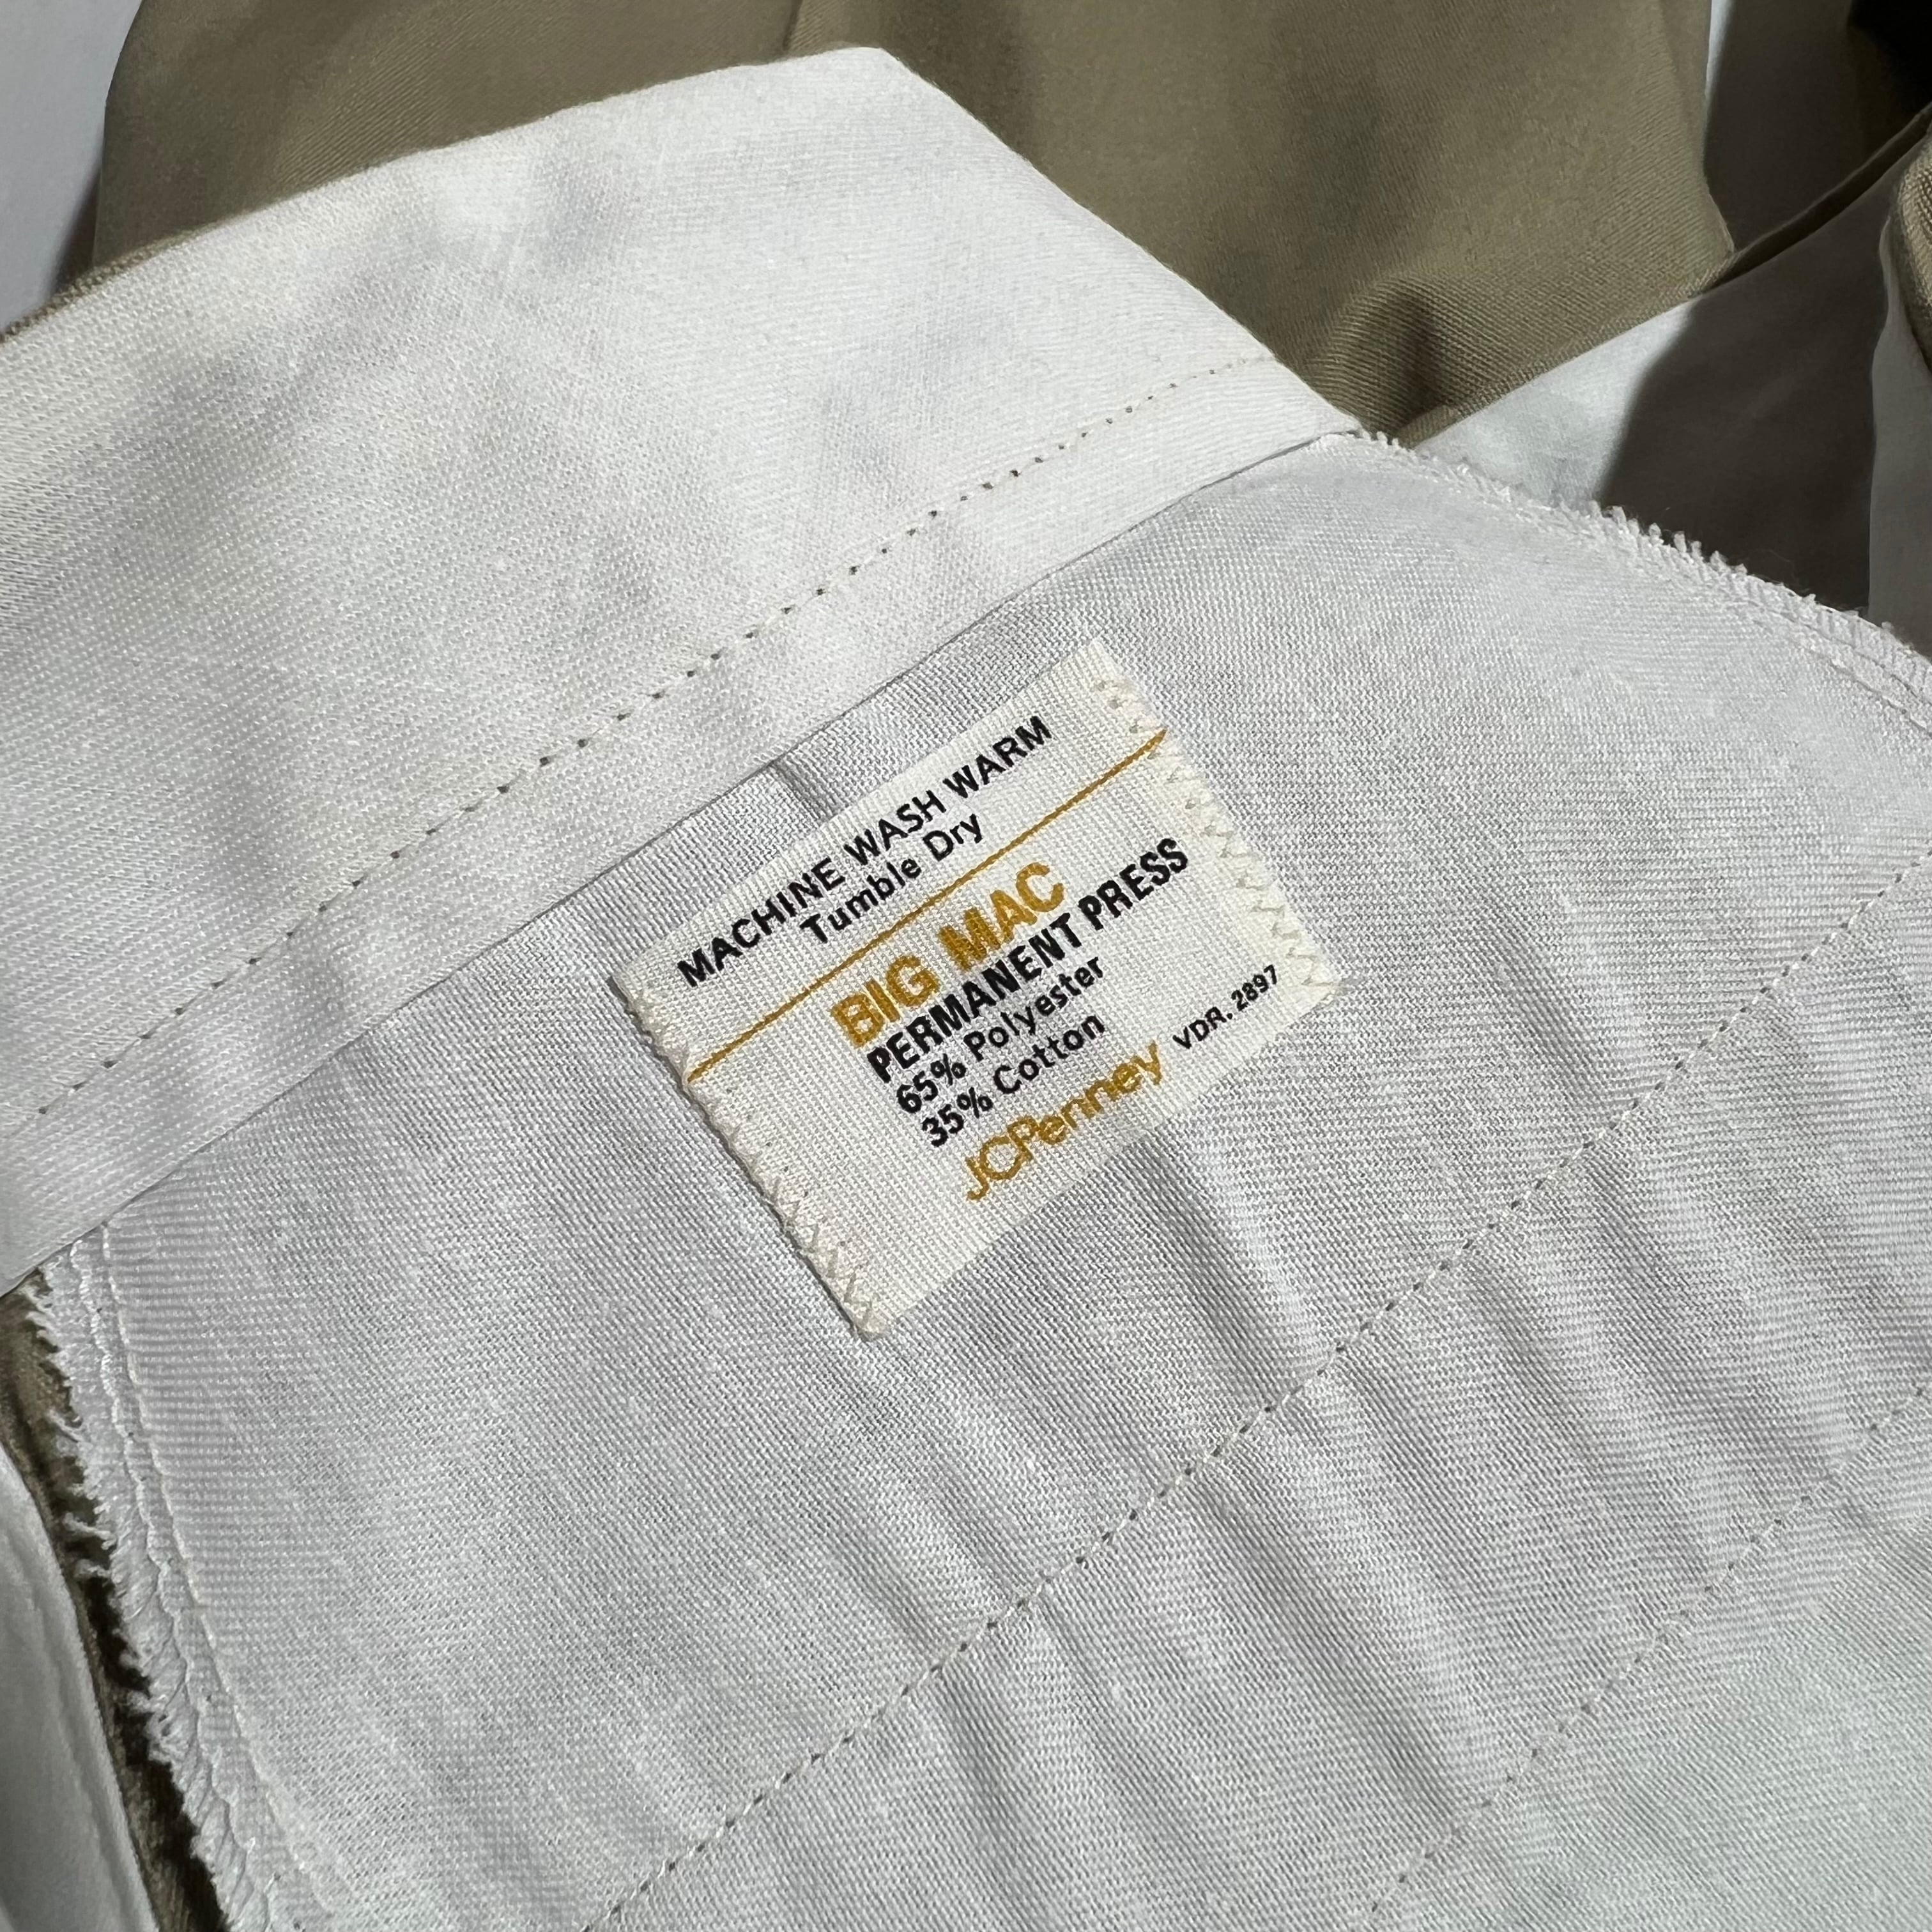 MACHINE WASH WARM
Tumble Dry
BIG MAC
PERMANENT PRESS
65% Polyester
35% Cotton
JCPenney VDR. 2897